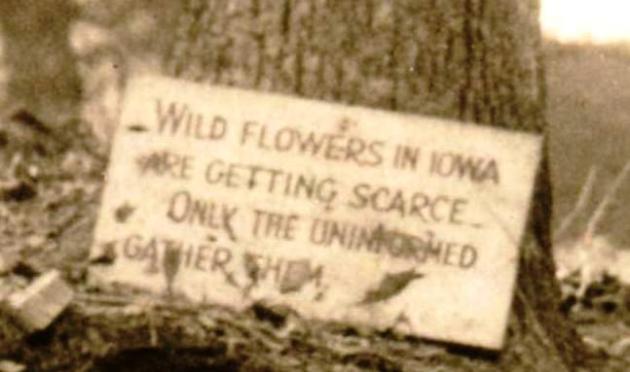 WILD FLOWERS IN IOWA
ARE GETTING SCARCE
ONLY THE UNINFORMED
GATHER THEM.